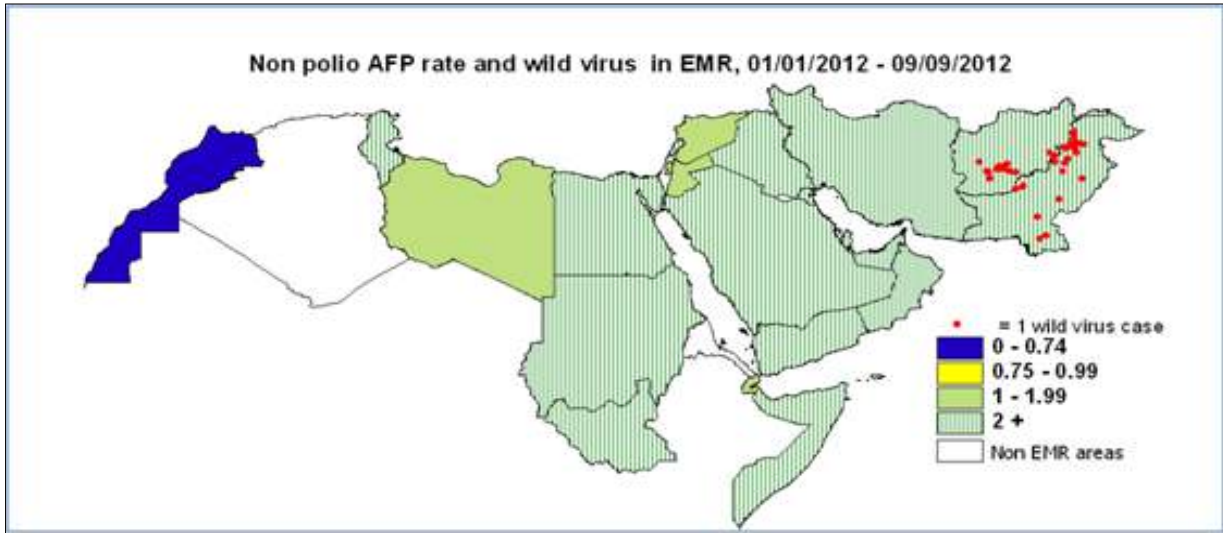 Non polio AFP rate and wild virus in EMR, 01/01/2012 - 09/09/2012
= 1 wild virus case
0 - 0.74
0.75 - 0.99
1 - 1.99
2 +
Non EMR areas